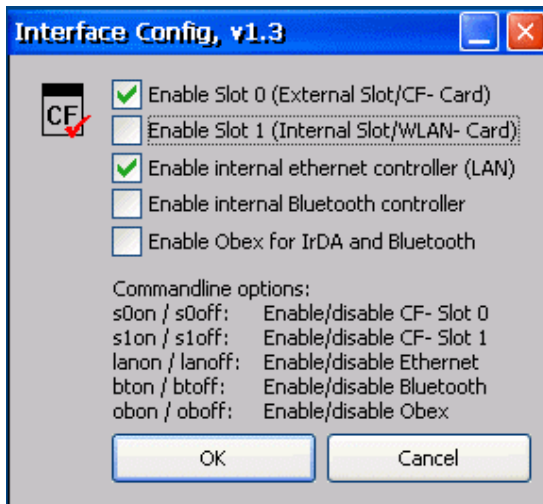 Interface Config, v1.3
CF
Enable Slot 0 (External Slot/CF- Card)
Enable Slot 1 (Internal Slot/WLAN- Card)
Enable internal ethernet controller (LAN)
Enable internal Bluetooth controller
Enable Obex for IrDA and Bluetooth
Commandline options:
s0on / s0off: Enable/disable CF- Slot 0
s1on / s1off: Enable/disable CF- Slot 1
lanon / lanoff: Enable/disable Ethernet
bton / btoff: Enable/disable Bluetooth
obon / oboff: Enable/disable Obex
OK Cancel